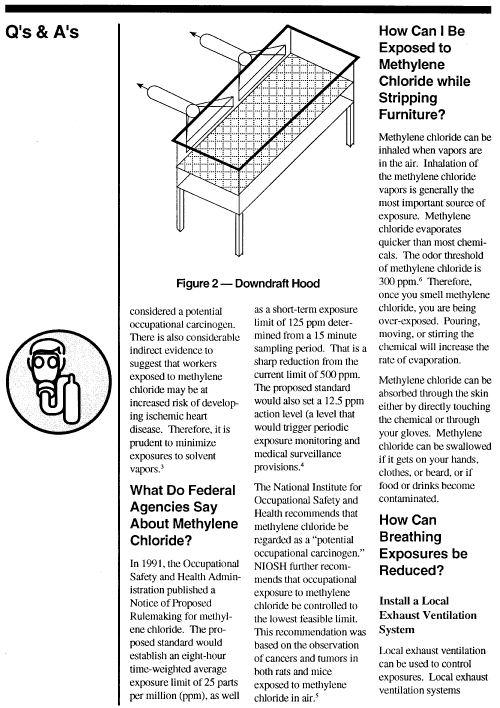 Q's & A's
Figure 2 — Downdraft Hood
considered a potential
occupational carcinogen.
There is also considerable
indirect evidence to
suggest that workers
exposed to methylene
chloride may be at
increased risk of develop-
ing ischemic heart
disease. Therefore, it is
prudent to minimize
exposures to solvent
vapors.³
What Do Federal
Agencies Say
About Methylene
Chloride?
In 1991, the Occupational
Safety and Health Admin-
istration published a
Notice of Proposed
Rulemaking for methyl-
ene chloride. The pro-
posed standard would
establish an eight-hour
time-weighted average
exposure limit of 25 parts
per million (ppm), as well
as a short-term exposure
limit of 125 ppm deter-
mined from a 15 minute
sampling period. That is a
sharp reduction from the
current limit of 500 ppm.
The proposed standard
would also set a 12.5 ppm
action level (a level that
would trigger periodic
exposure monitoring and
medical surveillance
provisions.⁴
The National Institute for
Occupational Safety and
Health recommends that
methylene chloride be
regarded as a “potential
occupational carcinogen.”
NIOSH further recom-
mends that occupational
exposure to methylene
chloride be controlled to
the lowest feasible limit.
This recommendation was
based on the observation
of cancers and tumors in
both rats and mice
exposed to methylene
chloride in air.⁵
How Can I Be
Exposed to
Methylene
Chloride while
Stripping
Furniture?
Methylene chloride can be
inhaled when vapors are
in the air. Inhalation of
the methylene chloride
vapors is generally the
most important source of
exposure. Methylene
chloride evaporates
quicker than most chemi-
cals. The odor threshold
of methylene chloride is
300 ppm.⁶ Therefore,
once you smell methylene
chloride, you are being
over-exposed. Pouring,
moving, or stirring the
chemical will increase the
rate of evaporation.
Methylene chloride can be
absorbed through the skin
either by directly touching
the chemical or through
your gloves. Methylene
chloride can be swallowed
if it gets on your hands,
clothes, or beard, or if
food or drinks become
contaminated.
How Can
Breathing
Exposures be
Reduced?
Install a Local
Exhaust Ventilation
System
Local exhaust ventilation
can be used to control
exposures. Local exhaust
ventilation systems